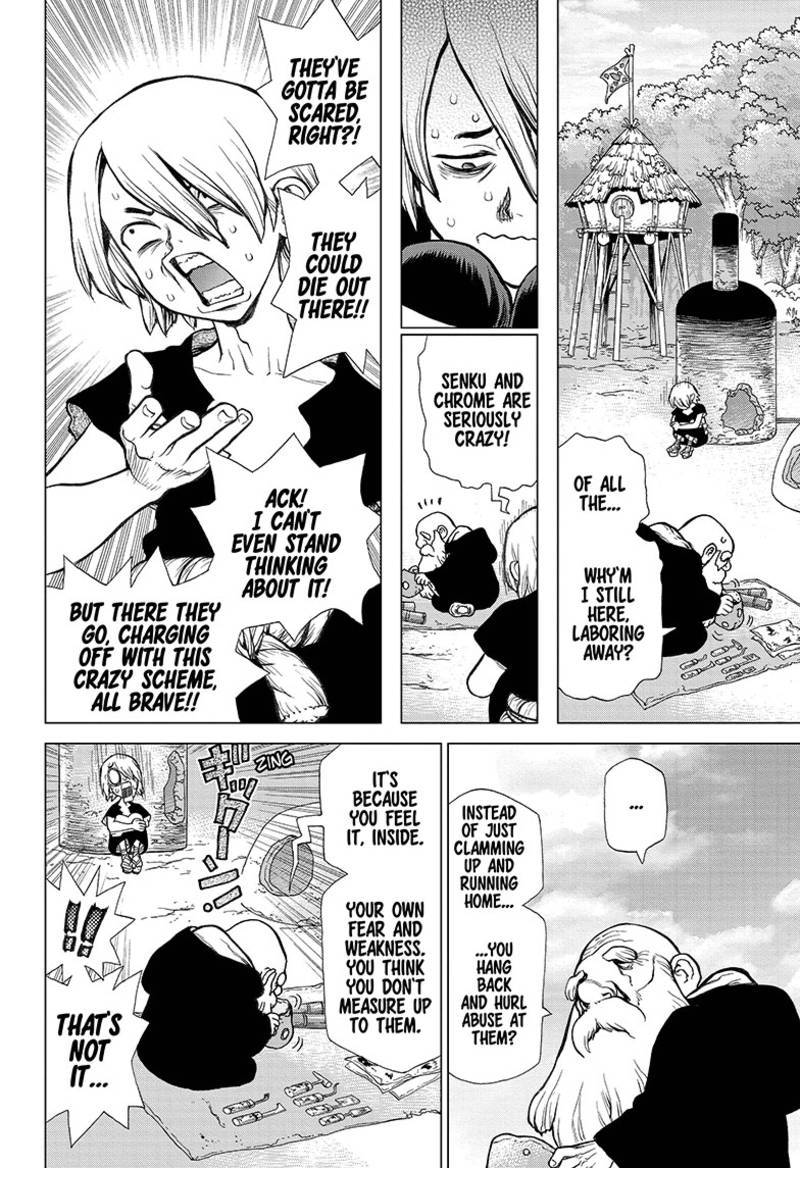 OF ALL
THE...
WHY'M
I STILL
HERE,
LABORING
AWAY?
SENKU AND
CHROME ARE
SERIOUSLY
CRAZY!
THEY'VE
GOTTA BE
SCARED,
RIGHT?!
THEY
COULD
DIE OUT
THERE!!
ACK!
I CAN'T
EVEN STAND
THINKING
ABOUT IT!
BUT THERE THEY
GO, CHARGING
OFF WITH THIS
CRAZY SCHEME,
ALL BRAVE!!
...
INSTEAD
OF JUST
CLAMMING
UP AND
RUNNING
HOME...
...YOU
HANG
BACK
AND HURL
ABUSE AT
THEM?
IT'S
BECAUSE
YOU FEEL
IT, INSIDE.
YOUR OWN
FEAR AND
WEAKNESS.
YOU THINK
YOU DON'T
MEASURE UP
TO THEM.
ZING
ギックー!!
!!
THAT'S
NOT
IT...